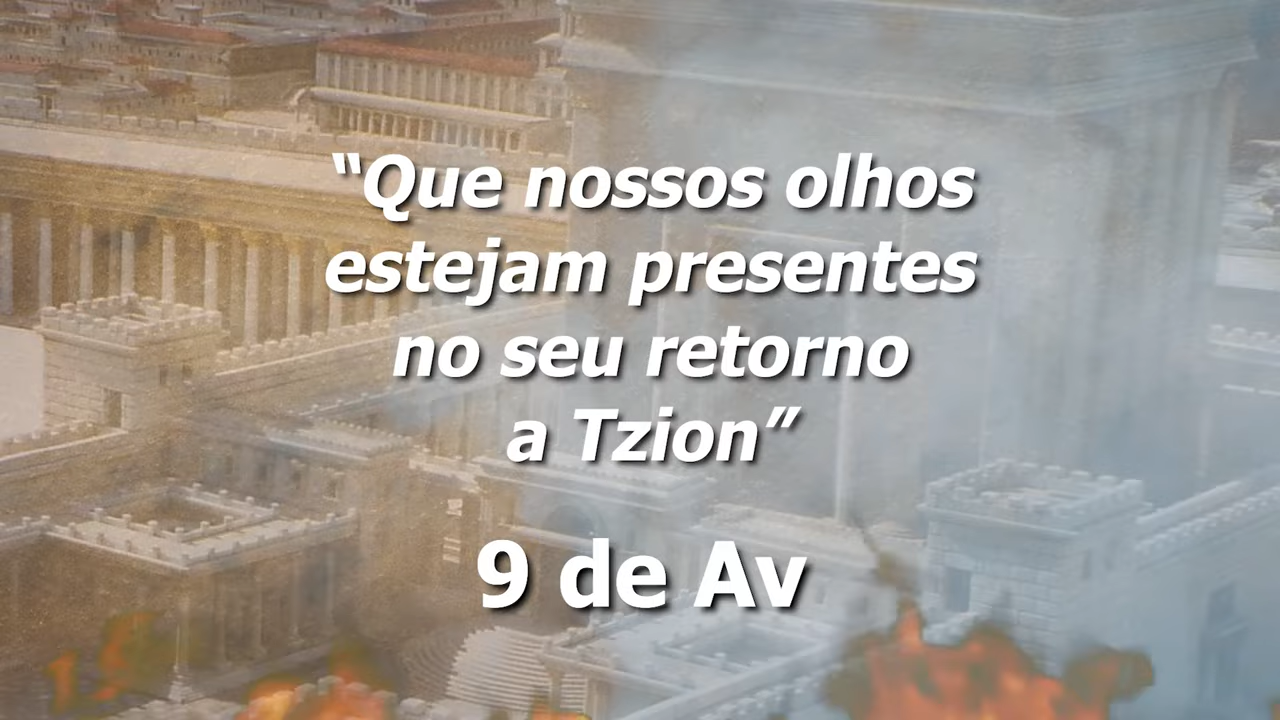 “Que nossos olhos
estejam presentes
no seu retorno
a Tzion”
9 de Av